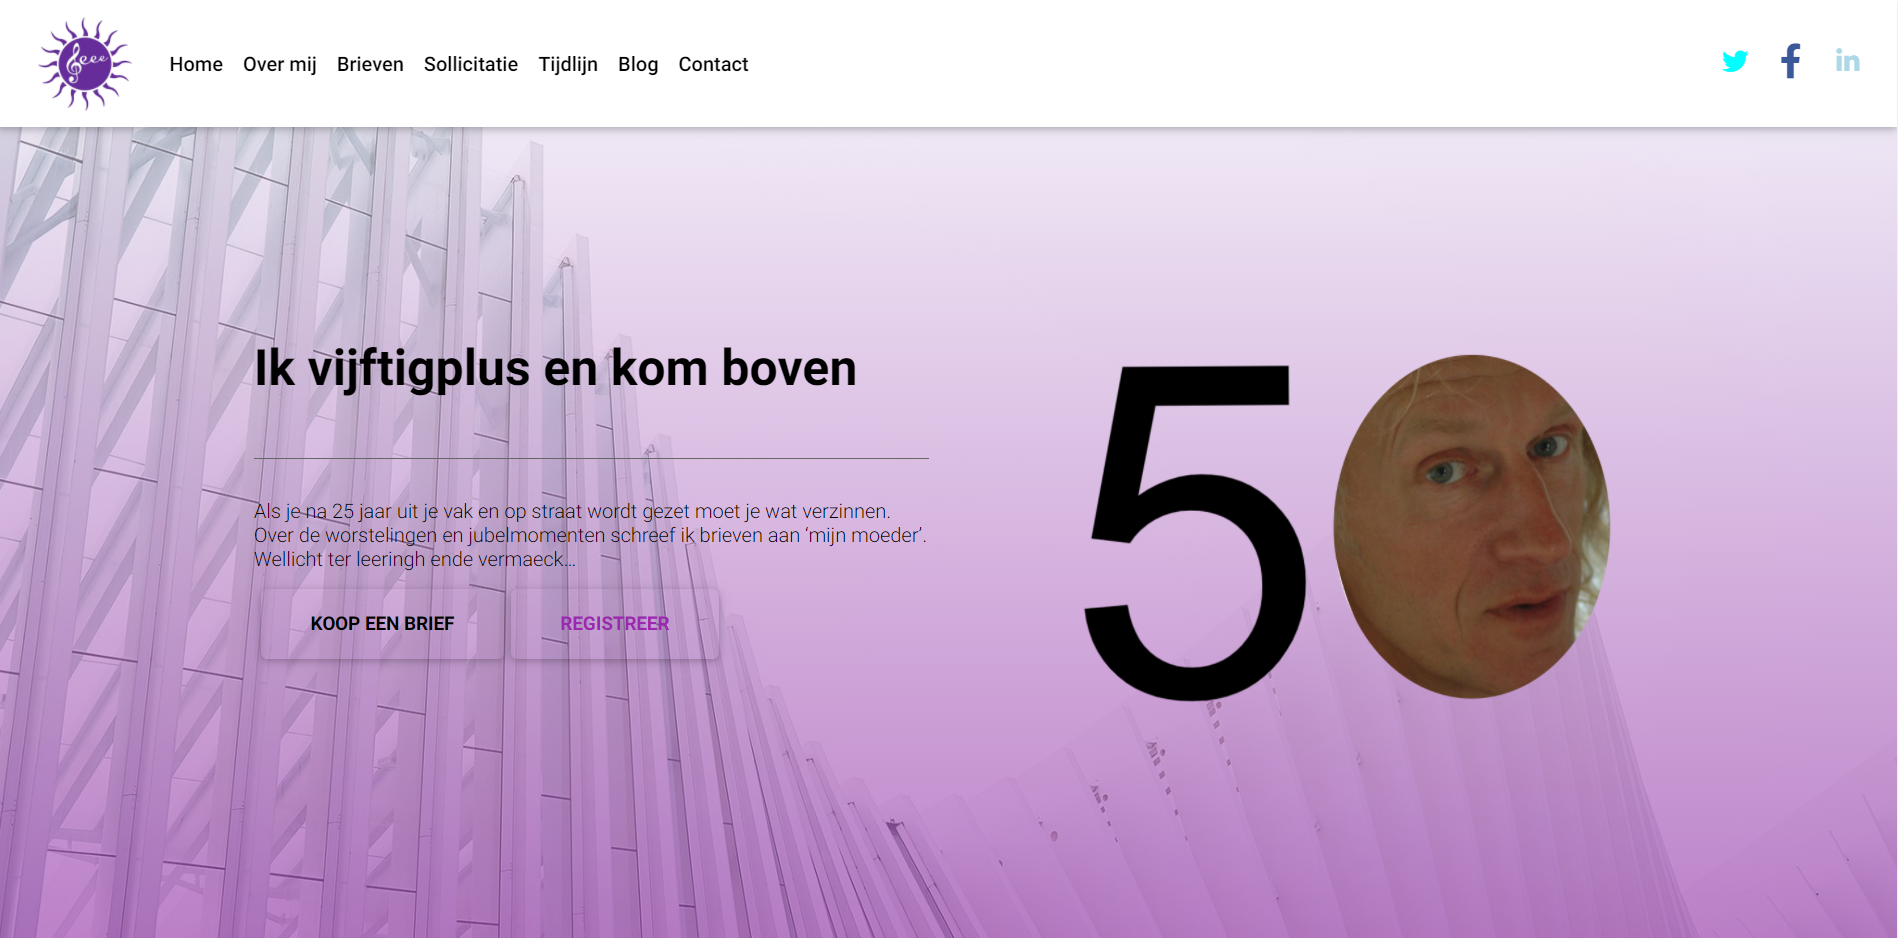 eee
Home Over mij Brieven Sollicitatie Tijdlijn Blog Contact
Ik vijftigplus en kom boven
Als je na 25 jaar uit je vak en op straat wordt gezet moet je wat verzinnen.
Over de worstelingen en jubelmomenten schreef ik brieven aan ‘mijn moeder’.
Wellicht ter leeringh ende vermaeck...
KOOP EEN BRIEF REGISTREER
5